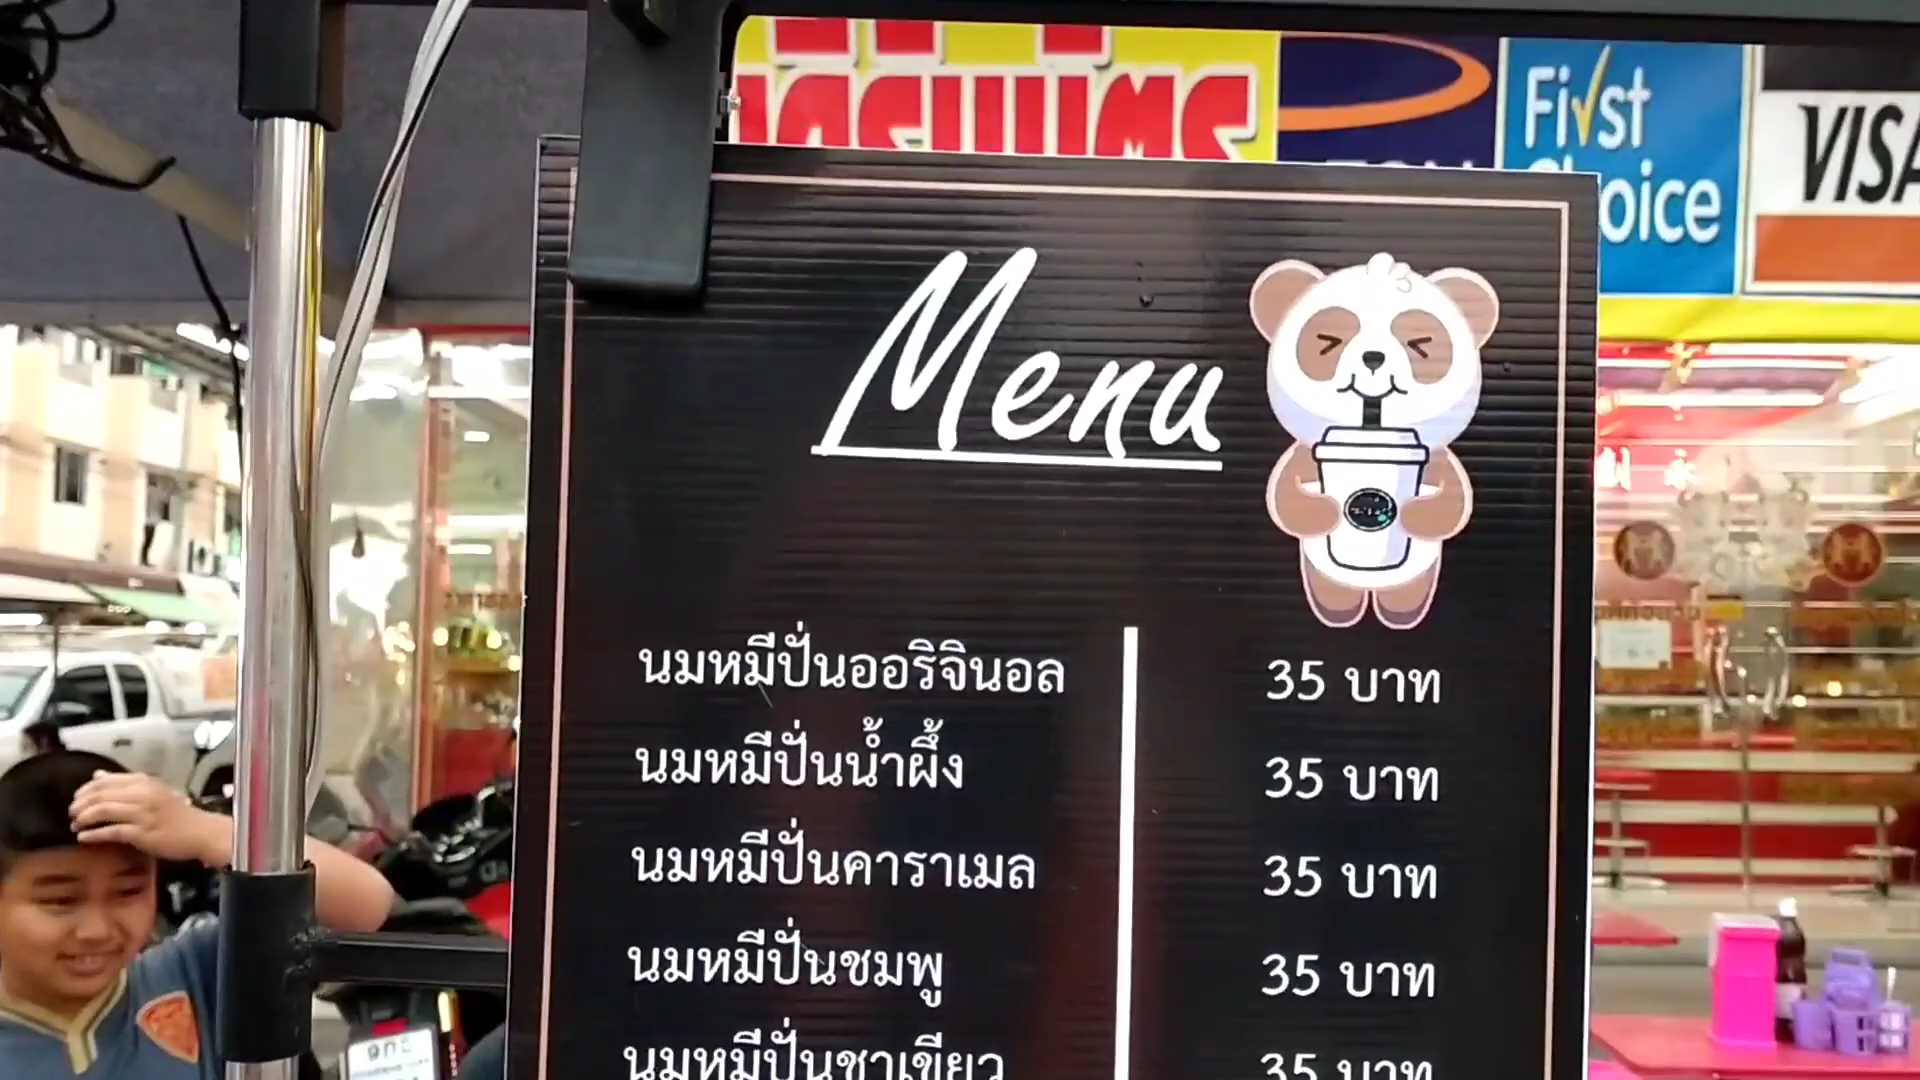 First
Choice
VISA
Menu
นมหมีปั่นออริจินอล 35 บาท
นมหมีปั่นน้ำผึ้ง 35 บาท
นมหมีปั่นคาราเมล 35 บาท
นมหมีปั่นชมพู 35 บาท
นมหมีปั่นชาเขียว 35 บาท